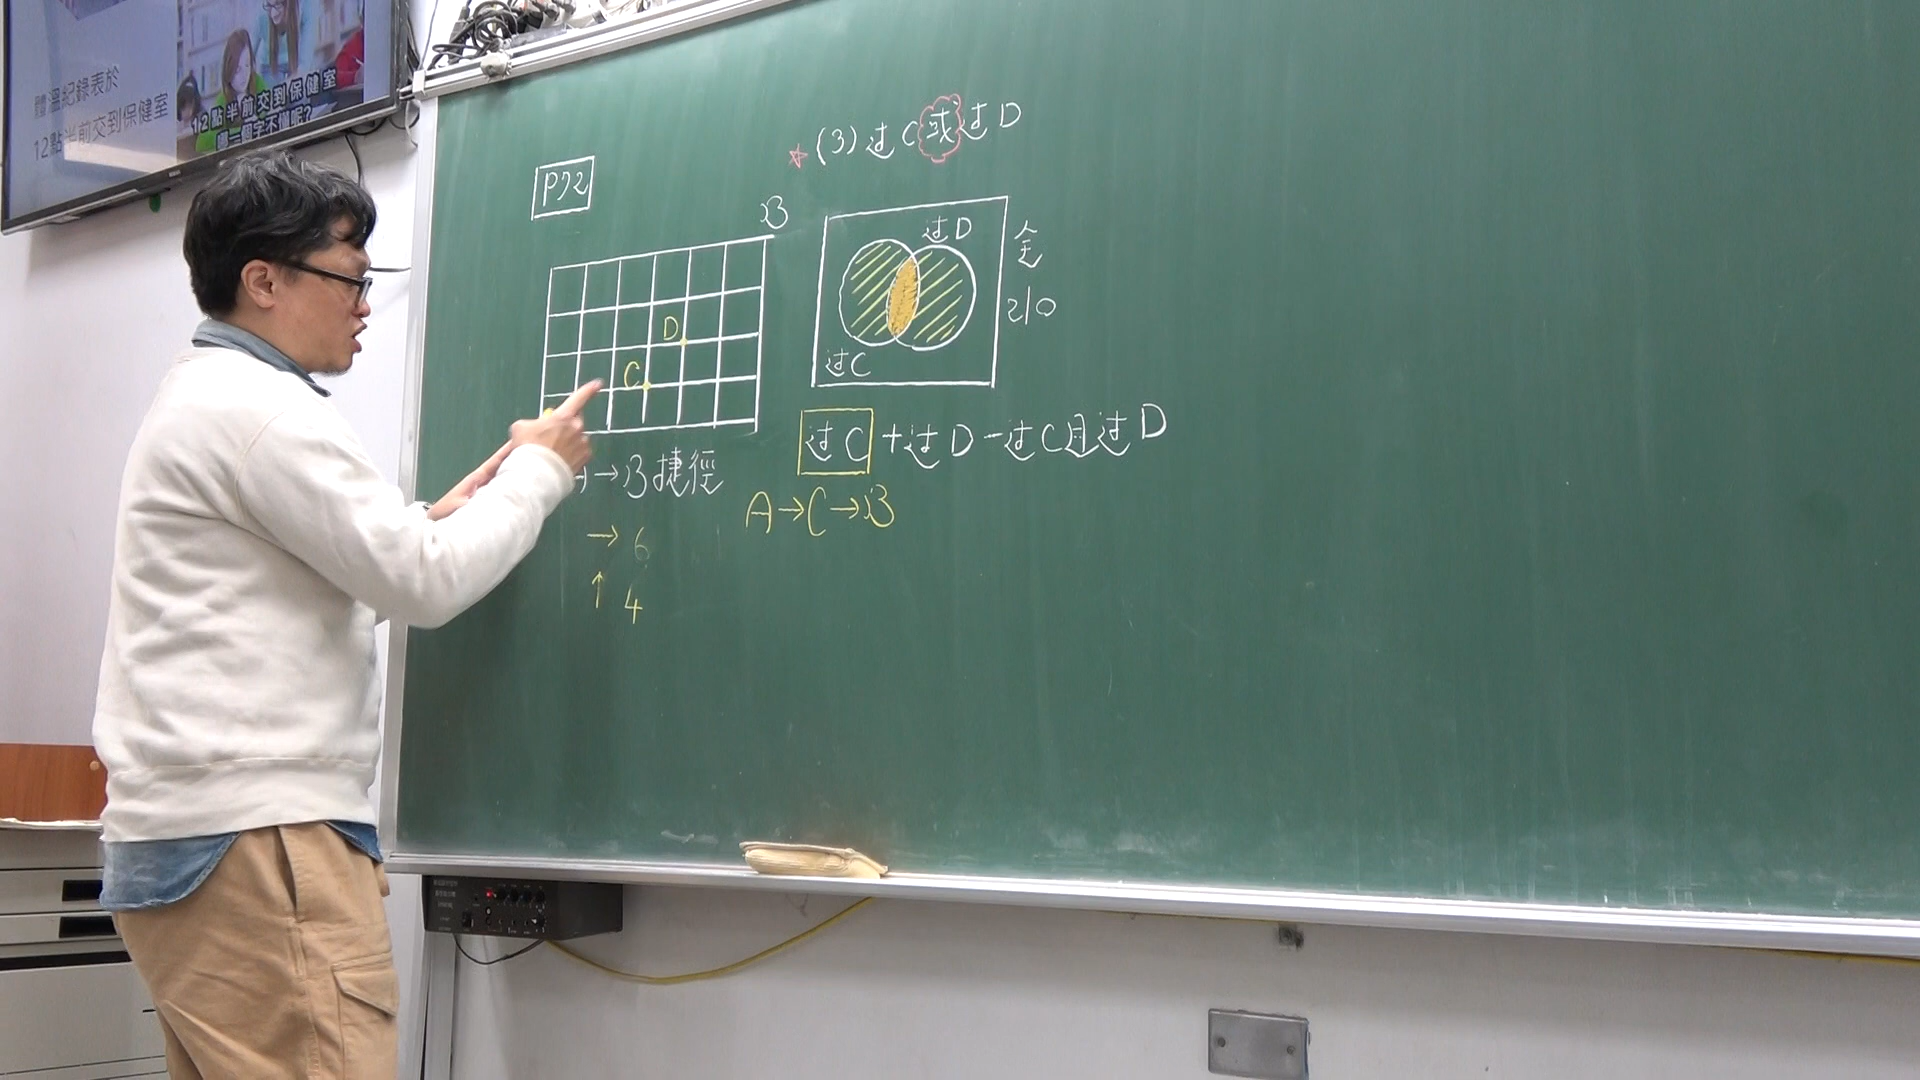 體溫紀錄表於
12點半前交到保健室
12點半前交到保健室
哪一個字不懂呢?
P72
(3) 过C或过D
B
D
C
过D
过C
全
210
A→B捷徑
→ 6
↑ 4
过C+过D-过C且过D
A→C→B